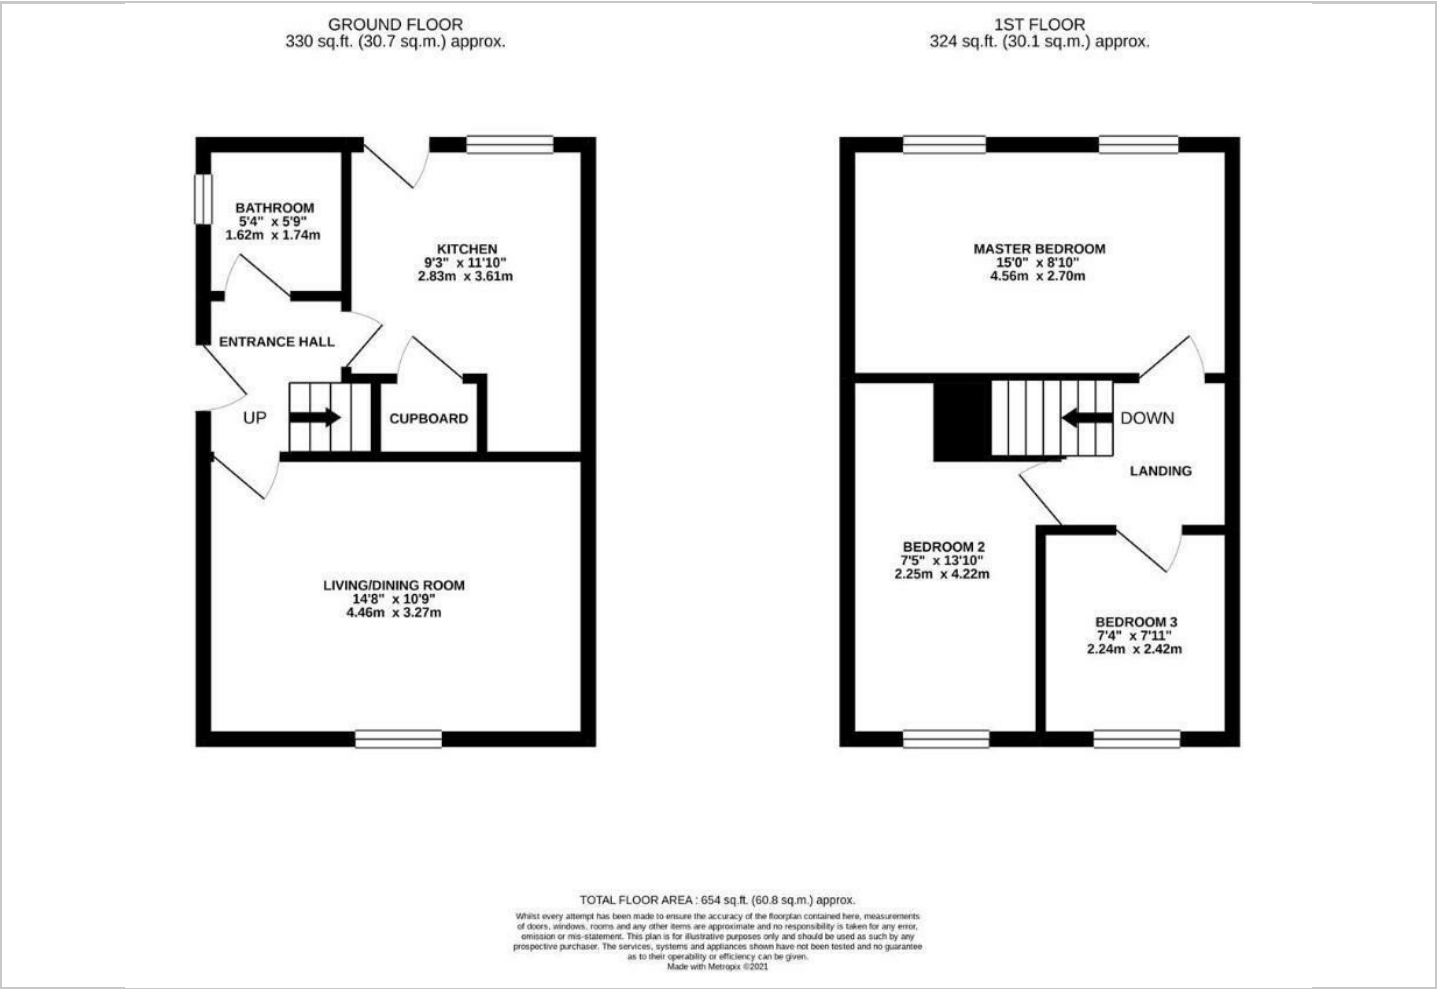 GROUND FLOOR
330 sq.ft. (30.7 sq.m.) approx.
1ST FLOOR
324 sq.ft. (30.1 sq.m.) approx.
BATHROOM
5'4" x 5'9"
1.62m x 1.74m
KITCHEN
9'3" x 11'10"
2.83m x 3.61m
ENTRANCE HALL
UP
CUPBOARD
LIVING/DINING ROOM
14'8" x 10'9"
4.46m x 3.27m
MASTER BEDROOM
15'0" x 8'10"
4.56m x 2.70m
DOWN
LANDING
BEDROOM 2
7'5" x 13'10"
2.25m x 4.22m
BEDROOM 3
7'4" x 7'11"
2.24m x 2.42m
TOTAL FLOOR AREA : 654 sq.ft. (60.8 sq.m.) approx.
Whilst every attempt has been made to ensure the accuracy of the floorplan contained here, measurements
of doors, windows, rooms and any other items are approximate and no responsibility is taken for any error,
omission or mis-statement. This plan is for illustrative purposes only and should be used as such by any
prospective purchaser. The services, systems and appliances shown have not been tested and no guarantee
as to their operability or efficiency can be given.
Made with Metropix ©2021